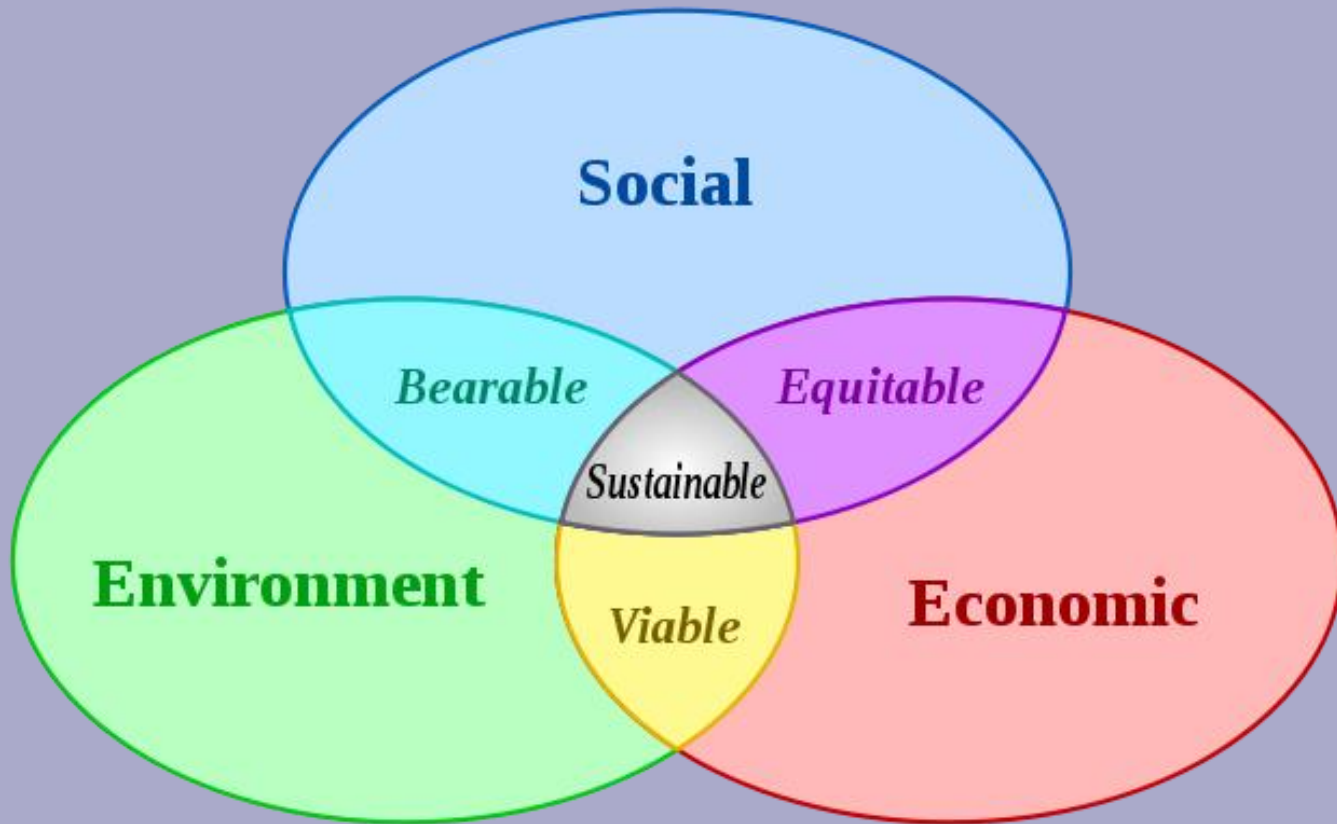 Social
Bearable
Equitable
Sustainable
Environment
Economic
Viable